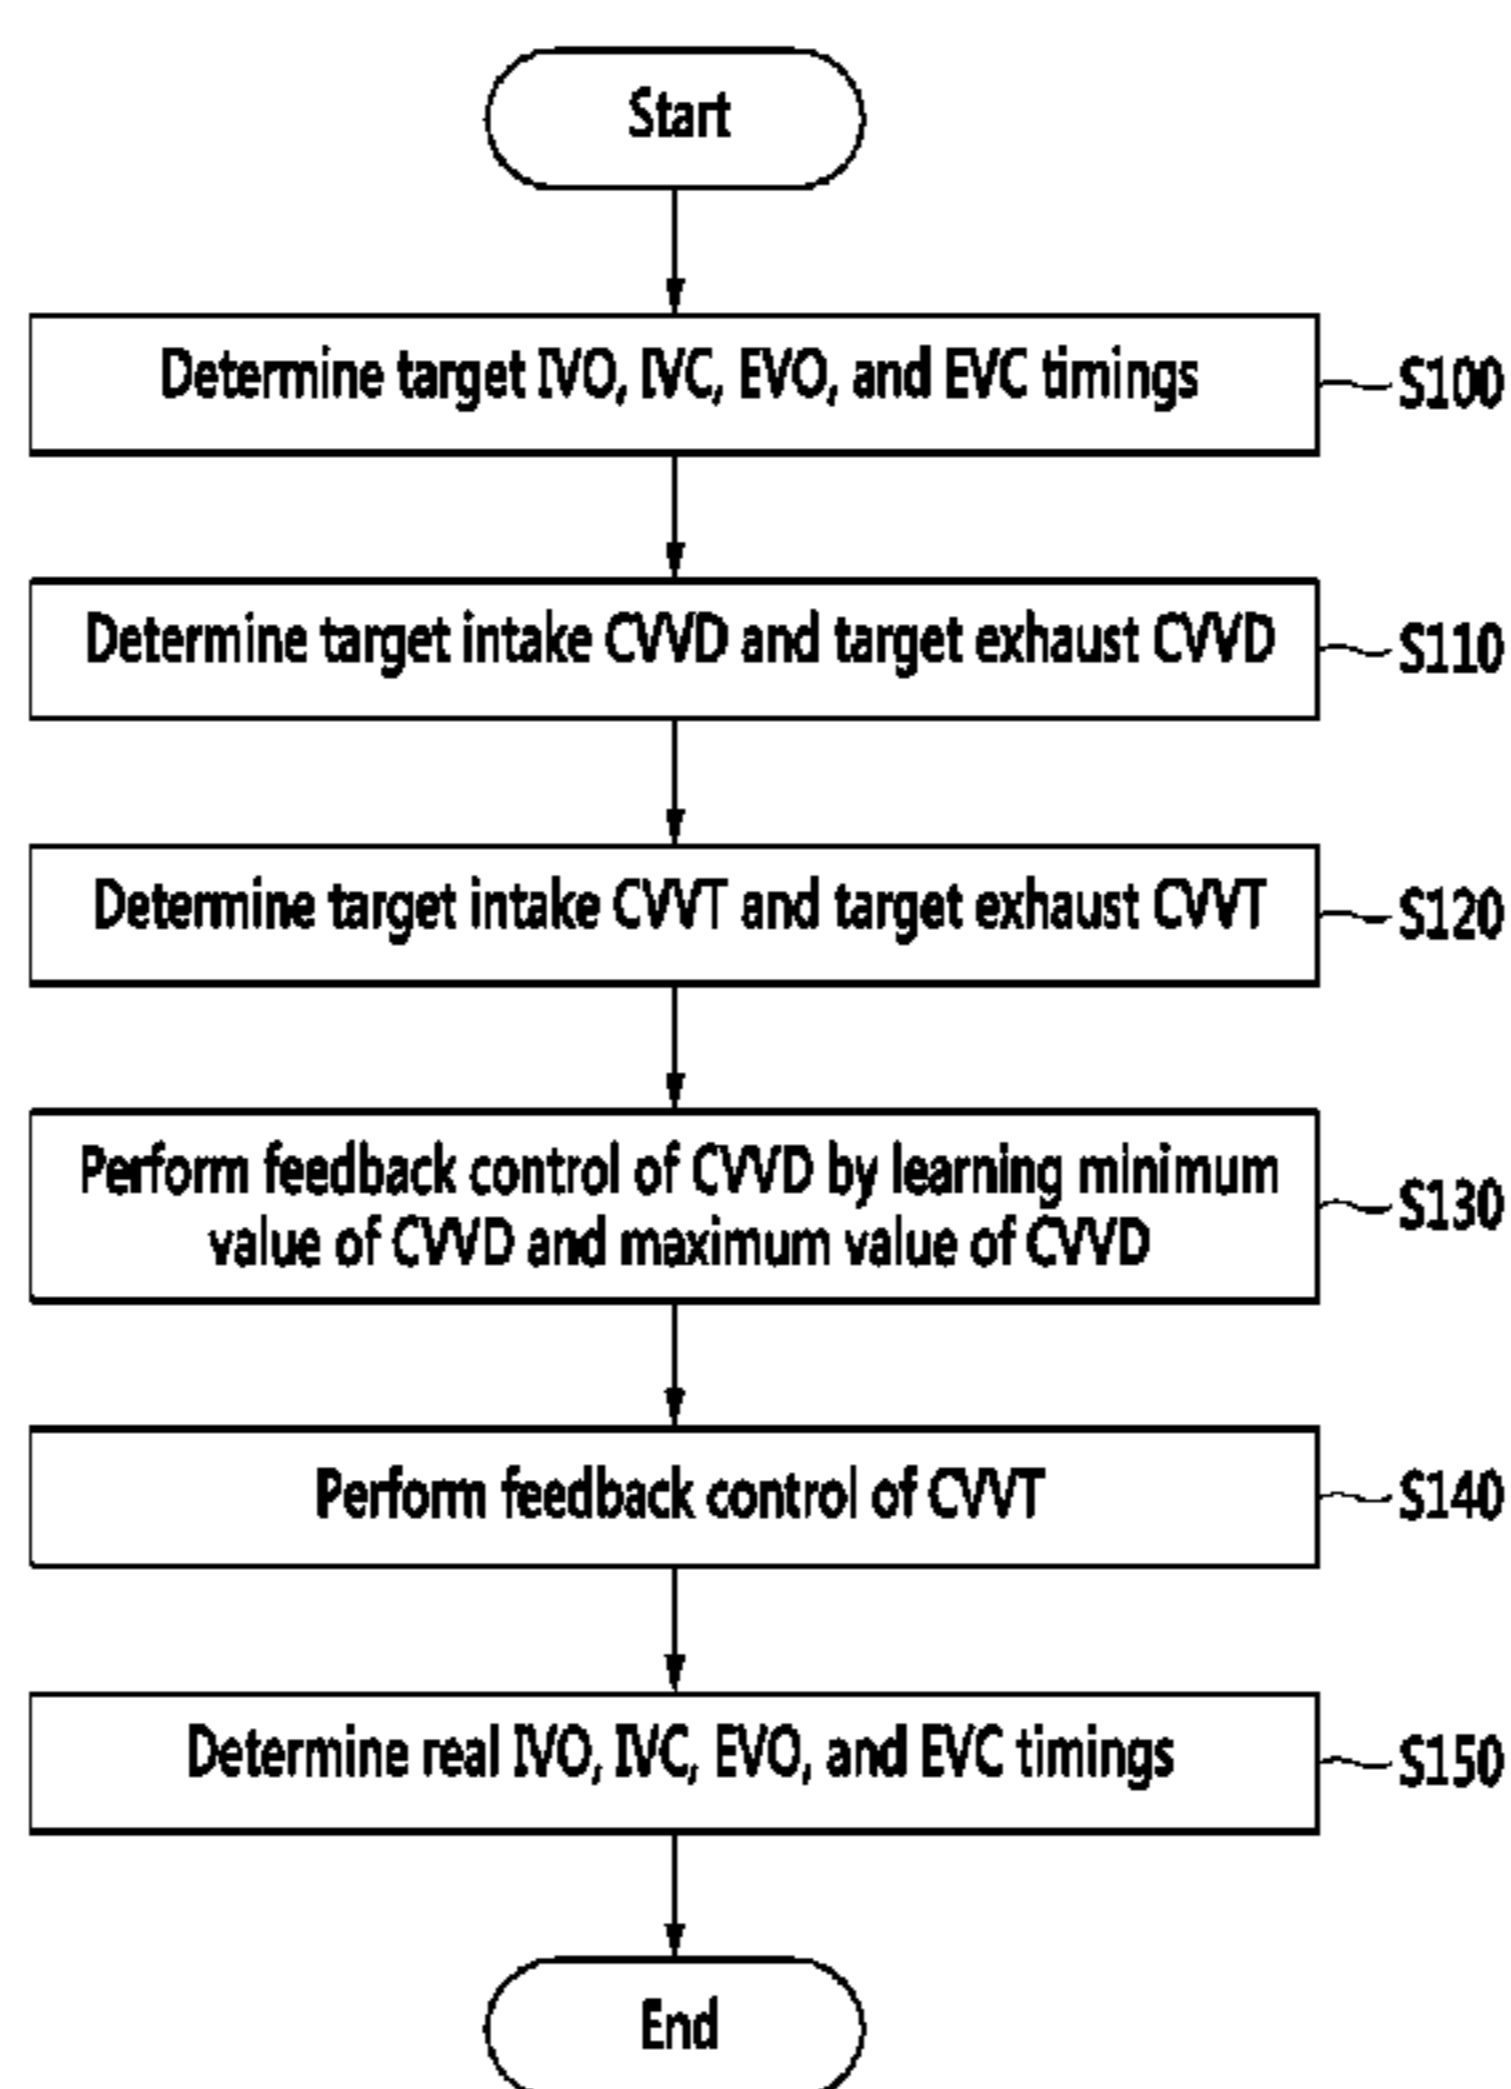 Start
Determine target IVO, IVC, EVO, and EVC timings
S100
Determine target intake CVVD and target exhaust CVVD
S110
Determine target intake CVVT and target exhaust CVVT
S120
Perform feedback control of CVVD by learning minimum
value of CVVD and maximum value of CVVD
S130
Perform feedback control of CVVT
S140
Determine real IVO, IVC, EVO, and EVC timings
S150
End